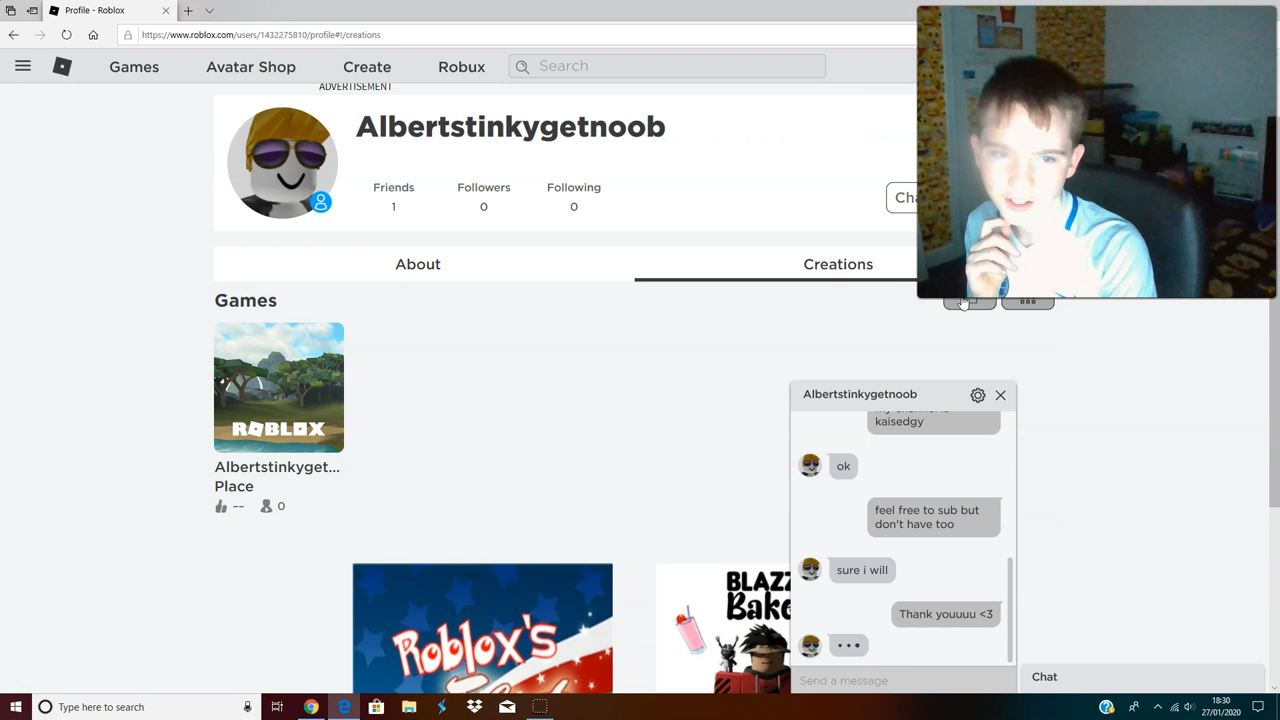 Profile - Roblox
https://www.roblox.com/users/1432275810/profile#!/creations
Games
Avatar Shop
Create
Robux
Search
ADVERTISEMENT
Albertstinkygetnoob
Friends
Followers
Following
1
0
0
About
Creations
Games
ROBLOX
Albertstinkyget...
Place
--
0
Albertstinkygetnoob
kaisedgy
ok
feel free to sub but
don't have too
sure i will
Thank youuuu <3
Send a message
Chat
Roblox's
BLAZZ
Type here to search
18:30
27/01/2020